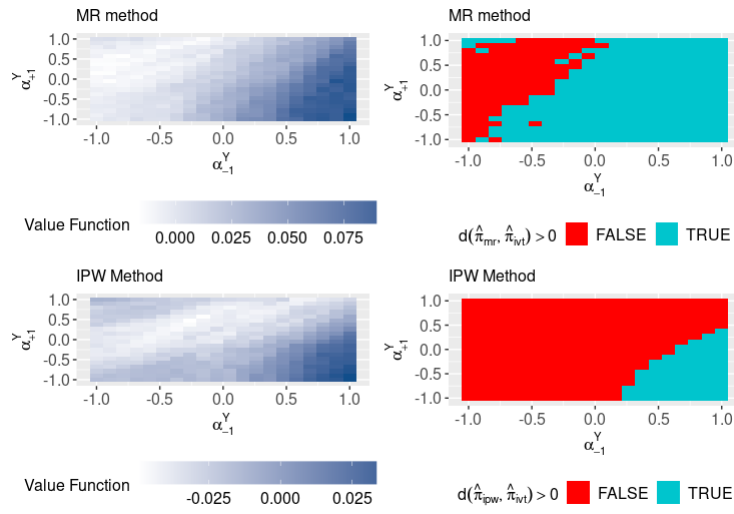 MR method
MR method
1.0
0.5
0.0
-0.5
-1.0
α^Y_{+1}
-1.0 -0.5 0.0 0.5 1.0
α^Y_{-1}
1.0
0.5
0.0
-0.5
-1.0
α^Y_{+1}
-1.0 -0.5 0.0 0.5 1.0
α^Y_{-1}
Value Function
0.000 0.025 0.050 0.075
d(π̂_{mr}, π̂_{ivt}) > 0 FALSE TRUE
IPW Method
IPW Method
1.0
0.5
0.0
-0.5
-1.0
α^Y_{+1}
-1.0 -0.5 0.0 0.5 1.0
α^Y_{-1}
1.0
0.5
0.0
-0.5
-1.0
α^Y_{+1}
-1.0 -0.5 0.0 0.5 1.0
α^Y_{-1}
Value Function
-0.025 0.000 0.025
d(π̂_{ipw}, π̂_{ivt}) > 0 FALSE TRUE